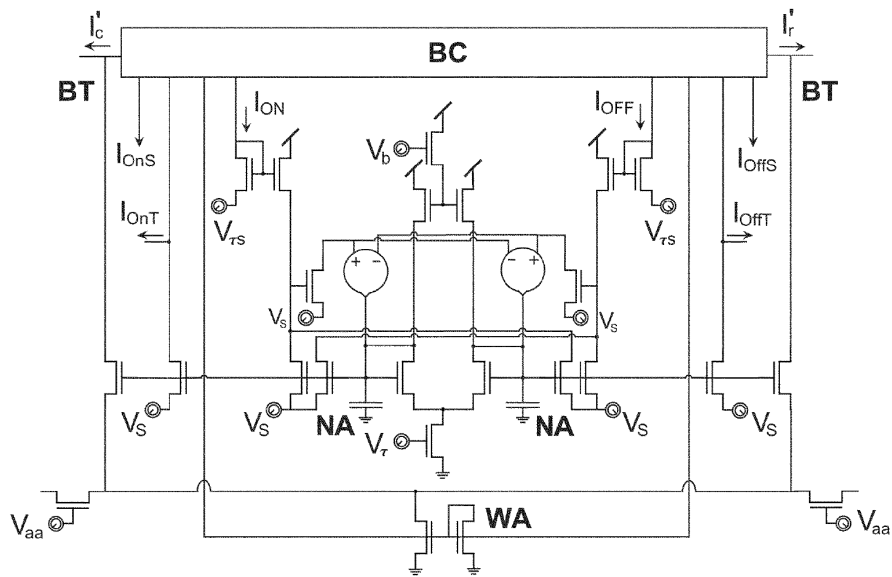 I'c
BC
I'r
BT
BT
ION
IOFF
Vb
IOnS
IOffS
Vτs
Vτs
IOnT
IOffT
+ -
- +
Vs
Vs
VS
VS
NA
NA
VS
VS
Vτ
WA
Vaa
Vaa